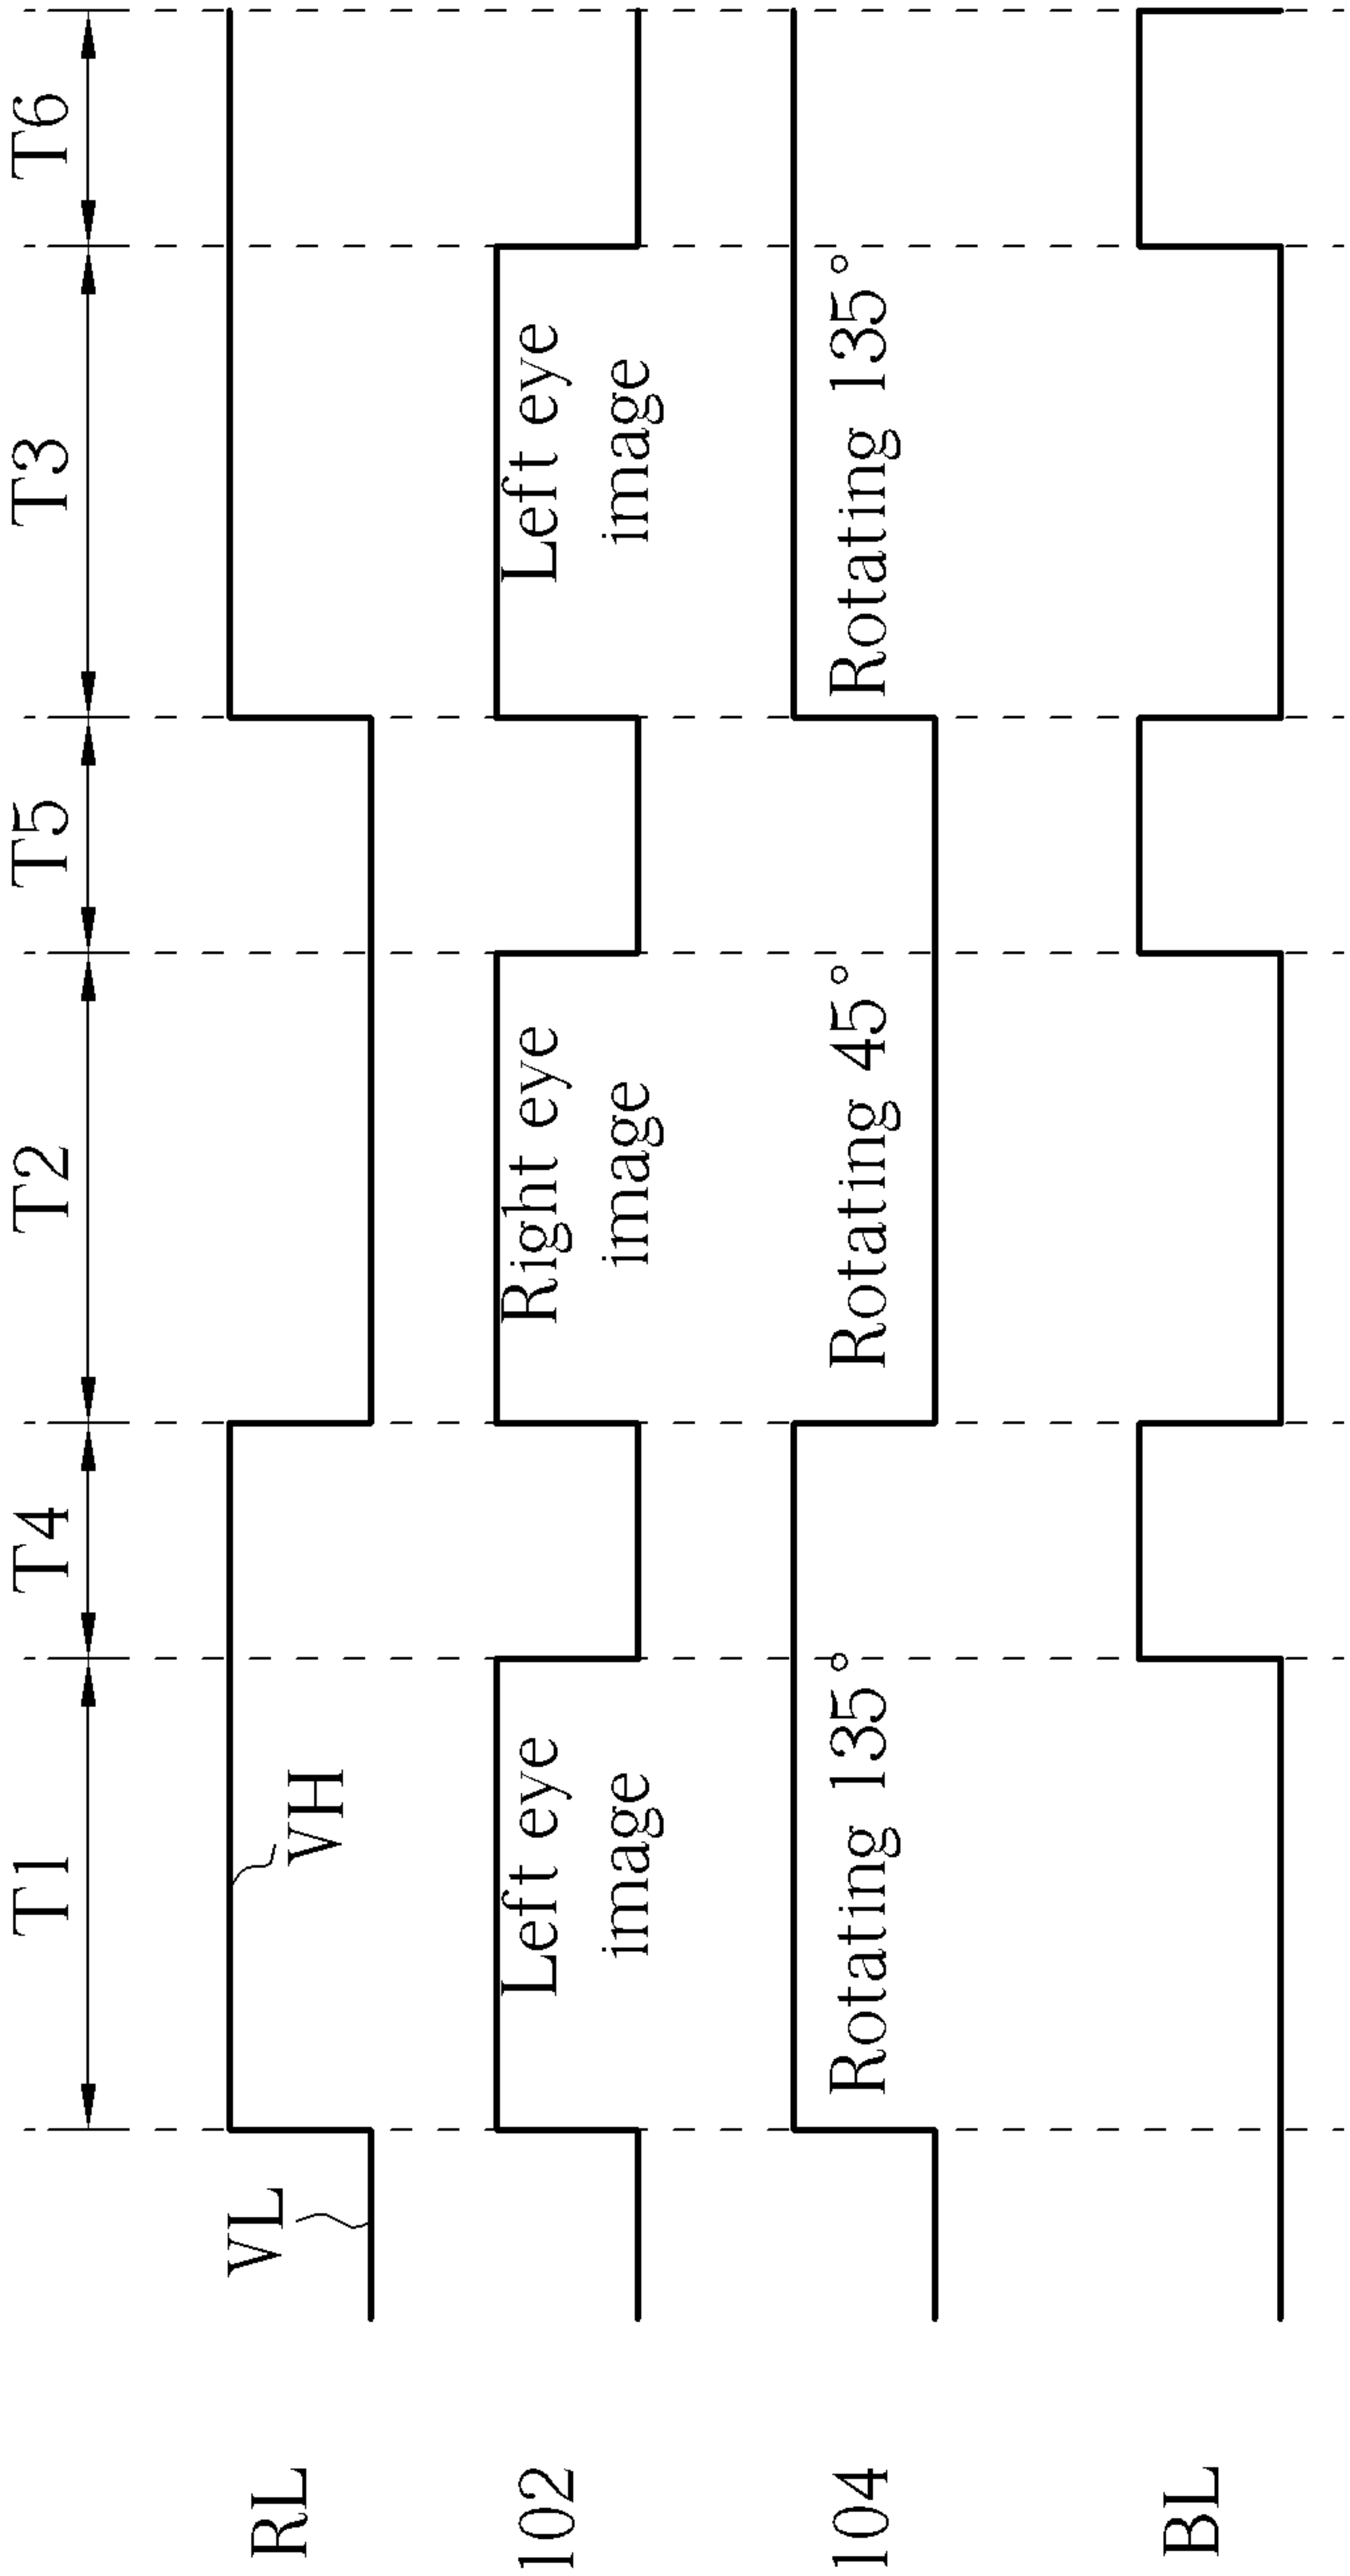 T1 T4 T2 T5 T3 T6
RL VL VH
102 Left eye Right eye Left eye
image image image
104 Rotating 135° Rotating 45° Rotating 135°
BL